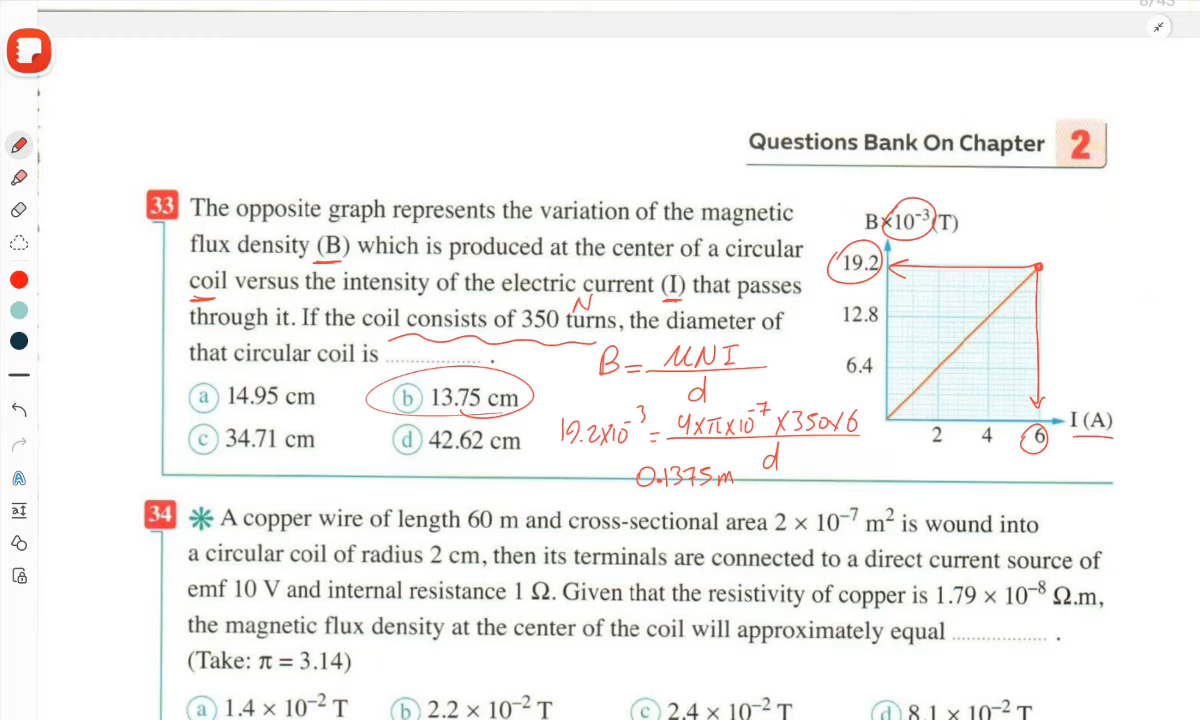 8/43
Questions Bank On Chapter 2
33 The opposite graph represents the variation of the magnetic
flux density (B) which is produced at the center of a circular
coil versus the intensity of the electric current (I) that passes
N
through it. If the coil consists of 350 turns, the diameter of
that circular coil is ................ .
a 14.95 cm b 13.75 cm
c 34.71 cm d 42.62 cm
B×10⁻³(T)
19.2
12.8
6.4
2 4 6 I (A)
B = μNI / d
19.2×10⁻³ = 4×π×10⁻⁷×350×6 / d
0.1375m
34 ✱ A copper wire of length 60 m and cross-sectional area 2 × 10⁻⁷ m² is wound into
a circular coil of radius 2 cm, then its terminals are connected to a direct current source of
emf 10 V and internal resistance 1 Ω. Given that the resistivity of copper is 1.79 × 10⁻⁸ Ω.m,
the magnetic flux density at the center of the coil will approximately equal ................ .
(Take: π = 3.14)
a 1.4 × 10⁻² T b 2.2 × 10⁻² T c 2.4 × 10⁻² T d 8.1 × 10⁻² T